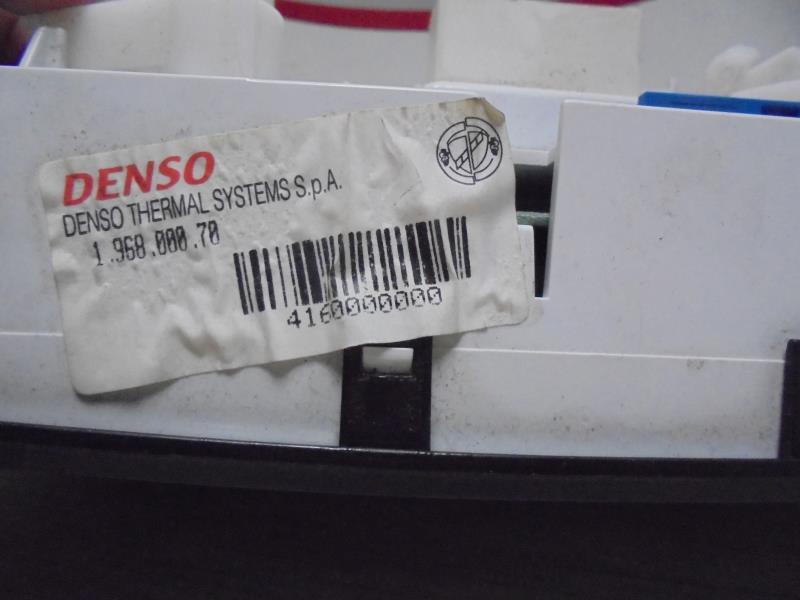 DENSO
DENSO THERMAL SYSTEMS S.p.A.
1.968.000.70
4160000000